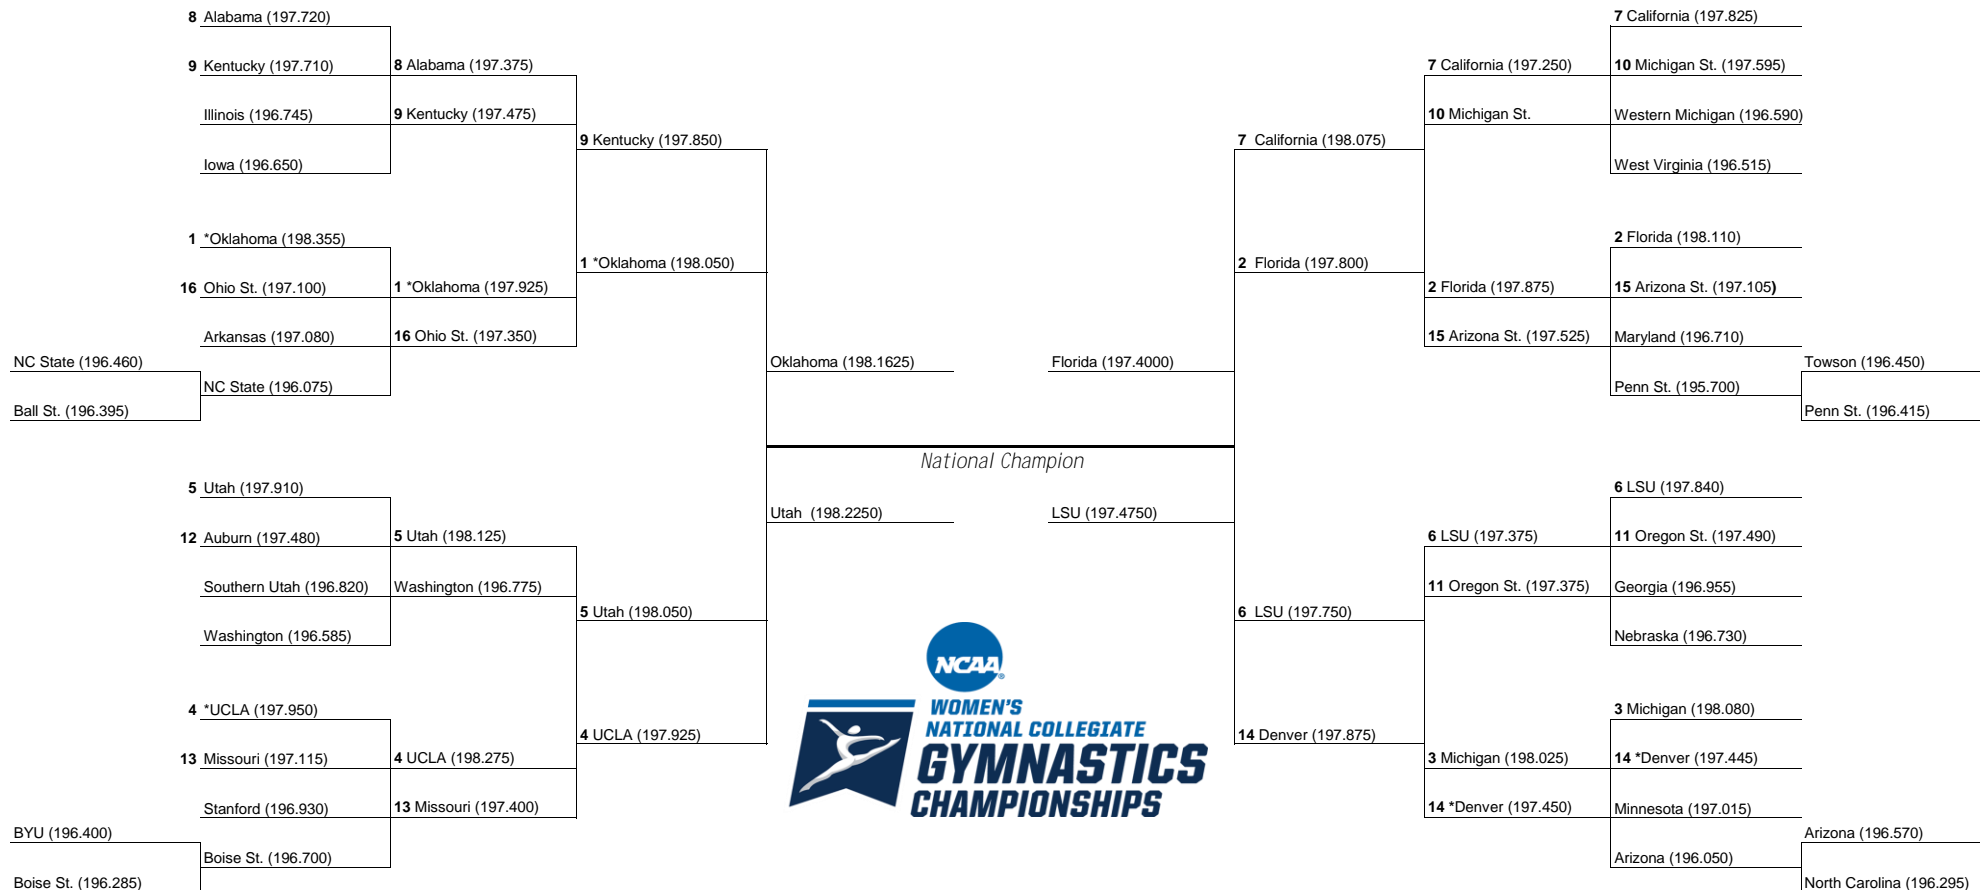 8 Alabama (197.720)
9 Kentucky (197.710)
Illinois (196.745)
Iowa (196.650)
1 *Oklahoma (198.355)
16 Ohio St. (197.100)
Arkansas (197.080)
NC State (196.460)
NC State (196.075)
Ball St. (196.395)
5 Utah (197.910)
12 Auburn (197.480)
Southern Utah (196.820)
Washington (196.585)
4 *UCLA (197.950)
13 Missouri (197.115)
Stanford (196.930)
BYU (196.400)
Boise St. (196.700)
Boise St. (196.285)
8 Alabama (197.375)
9 Kentucky (197.475)
1 *Oklahoma (197.925)
16 Ohio St. (197.350)
5 Utah (198.125)
Washington (196.775)
4 UCLA (198.275)
13 Missouri (197.400)
9 Kentucky (197.850)
1 *Oklahoma (198.050)
5 Utah (198.050)
4 UCLA (197.925)
Oklahoma (198.1625)
Florida (197.4000)
National Champion
Utah (198.2250)
LSU (197.4750)
NCAA®
WOMEN'S
NATIONAL COLLEGIATE
GYMNASTICS
CHAMPIONSHIPS
7 California (198.075)
2 Florida (197.800)
6 LSU (197.750)
14 Denver (197.875)
7 California (197.250)
10 Michigan St.
2 Florida (197.875)
15 Arizona St. (197.525)
6 LSU (197.375)
11 Oregon St. (197.375)
3 Michigan (198.025)
14 *Denver (197.450)
7 California (197.825)
10 Michigan St. (197.595)
Western Michigan (196.590)
West Virginia (196.515)
2 Florida (198.110)
15 Arizona St. (197.105)
Maryland (196.710)
Towson (196.450)
Penn St. (195.700)
Penn St. (196.415)
6 LSU (197.840)
11 Oregon St. (197.490)
Georgia (196.955)
Nebraska (196.730)
3 Michigan (198.080)
14 *Denver (197.445)
Minnesota (197.015)
Arizona (196.570)
Arizona (196.050)
North Carolina (196.295)